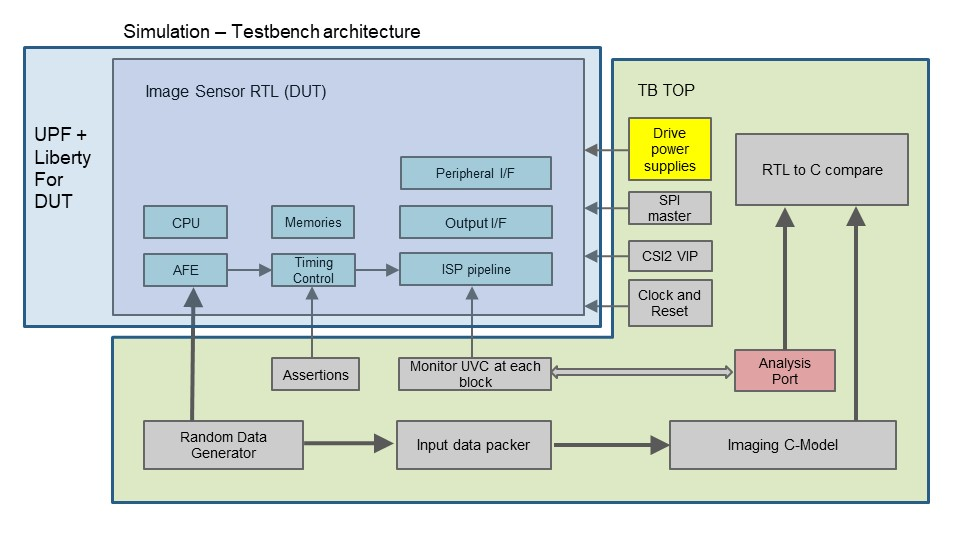 Simulation – Testbench architecture
UPF +
Liberty
For
DUT
Image Sensor RTL (DUT)
Peripheral I/F
CPU
Memories
Output I/F
AFE
Timing
Control
ISP pipeline
TB TOP
Drive
power
supplies
SPI
master
CSI2 VIP
Clock and
Reset
RTL to C compare
Assertions
Monitor UVC at each
block
Analysis
Port
Random Data
Generator
Input data packer
Imaging C-Model